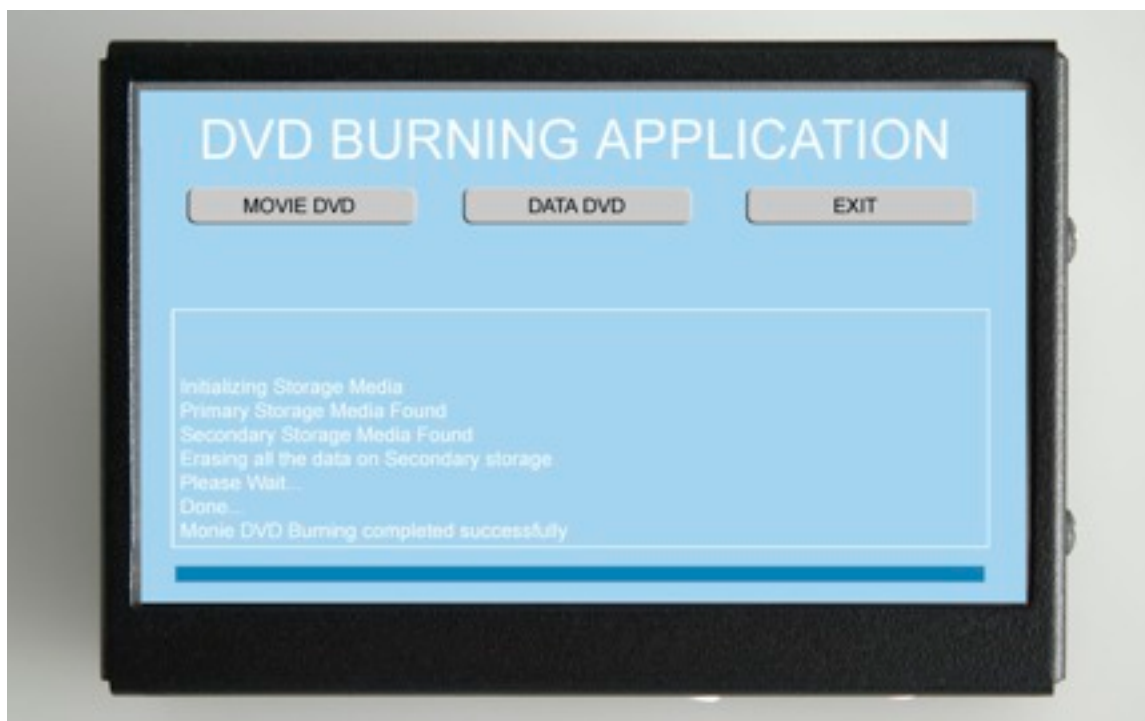 DVD BURNING APPLICATION
MOVIE DVD
DATA DVD
EXIT
Initializing Storage Media
Primary Storage Media Found
Secondary Storage Media Found
Erasing all the data on Secondary storage
Please Wait...
Done...
Monie DVD Burning completed successfully